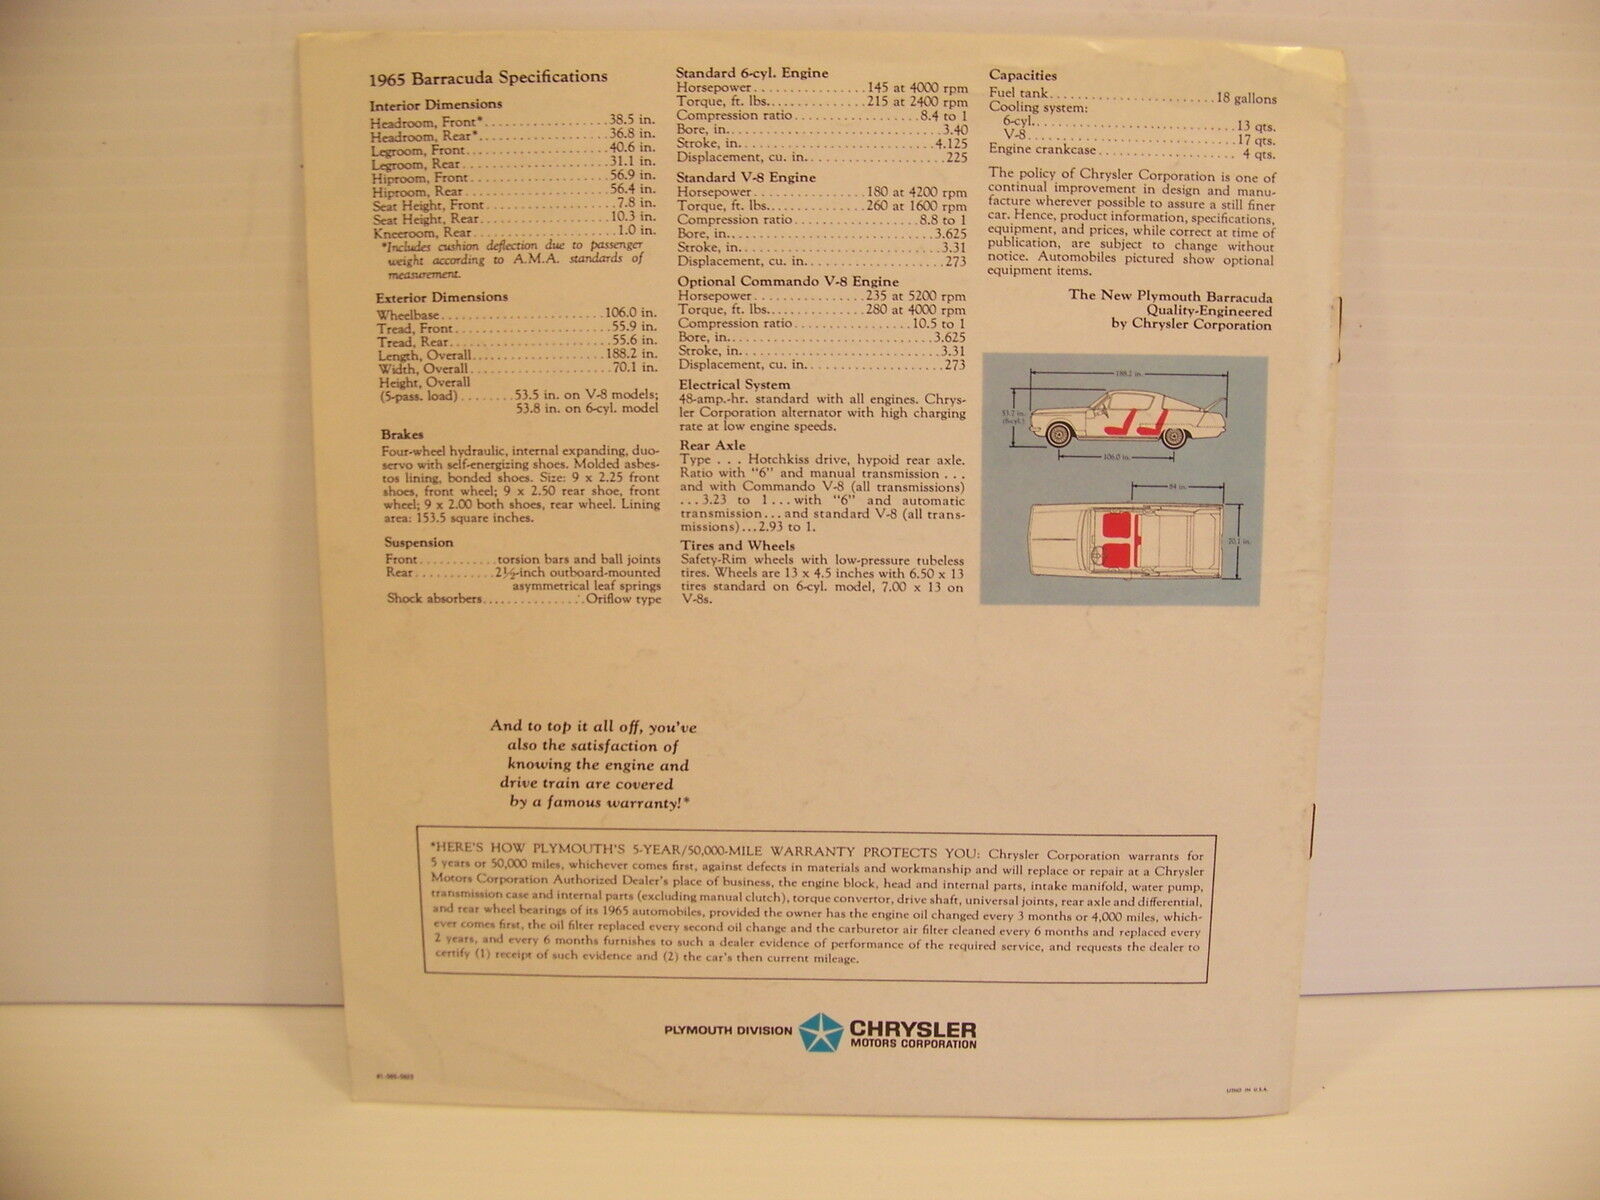 1965 Barracuda Specifications
Interior Dimensions
Headroom, Front*....................38.5 in.
Headroom, Rear*....................36.8 in.
Legroom, Front....................40.6 in.
Legroom, Rear....................31.1 in.
Hiproom, Front....................56.9 in.
Hiproom, Rear....................56.4 in.
Seat Height, Front....................7.8 in.
Seat Height, Rear....................10.3 in.
Kneeroom, Rear....................1.0 in.
*Includes cushion deflection due to passenger
weight according to A.M.A. standards of
measurement.
Exterior Dimensions
Wheelbase....................106.0 in.
Tread, Front....................55.9 in.
Tread, Rear....................55.6 in.
Length, Overall....................188.2 in.
Width, Overall....................70.1 in.
Height, Overall
(5-pass. load)........53.5 in. on V-8 models;
53.8 in. on 6-cyl. model
Brakes
Four-wheel hydraulic, internal expanding, duo-
servo with self-energizing shoes. Molded asbes-
tos lining, bonded shoes. Size: 9 x 2.25 front
shoes, front wheel; 9 x 2.50 rear shoe, front
wheel; 9 x 2.00 both shoes, rear wheel. Lining
area: 153.5 square inches.
Suspension
Front...........torsion bars and ball joints
Rear...........2½-inch outboard-mounted
asymmetrical leaf springs
Shock absorbers..............Oriflow type
Standard 6-cyl. Engine
Horsepower...............145 at 4000 rpm
Torque, ft. lbs..............215 at 2400 rpm
Compression ratio.................8.4 to 1
Bore, in...........................3.40
Stroke, in..........................4.125
Displacement, cu. in...................225
Standard V-8 Engine
Horsepower...............180 at 4200 rpm
Torque, ft. lbs..............260 at 1600 rpm
Compression ratio.................8.8 to 1
Bore, in...........................3.625
Stroke, in..........................3.31
Displacement, cu. in...................273
Optional Commando V-8 Engine
Horsepower...............235 at 5200 rpm
Torque, ft. lbs..............280 at 4000 rpm
Compression ratio................10.5 to 1
Bore, in...........................3.625
Stroke, in..........................3.31
Displacement, cu. in...................273
Electrical System
48-amp.-hr. standard with all engines. Chrys-
ler Corporation alternator with high charging
rate at low engine speeds.
Rear Axle
Type . . . Hotchkiss drive, hypoid rear axle.
Ratio with "6" and manual transmission . . .
and with Commando V-8 (all transmissions)
. . . 3.23 to 1 . . . with "6" and automatic
transmission . . . and standard V-8 (all trans-
missions) . . . 2.93 to 1.
Tires and Wheels
Safety-Rim wheels with low-pressure tubeless
tires. Wheels are 13 x 4.5 inches with 6.50 x 13
tires standard on 6-cyl. model, 7.00 x 13 on
V-8s.
Capacities
Fuel tank......................18 gallons
Cooling system:
6-cyl...........................13 qts.
V-8............................17 qts.
Engine crankcase.................. 4 qts.
The policy of Chrysler Corporation is one of
continual improvement in design and manu-
facture wherever possible to assure a still finer
car. Hence, product information, specifications,
equipment, and prices, while correct at time of
publication, are subject to change without
notice. Automobiles pictured show optional
equipment items.
The New Plymouth Barracuda
Quality-Engineered
by Chrysler Corporation
188.2 in.
(6-cyl.)
106.0 in.
84 in.
70.1 in.
And to top it all off, you've
also the satisfaction of
knowing the engine and
drive train are covered
by a famous warranty!*
*HERE'S HOW PLYMOUTH'S 5-YEAR/50,000-MILE WARRANTY PROTECTS YOU: Chrysler Corporation warrants for
5 years or 50,000 miles, whichever comes first, against defects in materials and workmanship and will replace or repair at a Chrysler
Motors Corporation Authorized Dealer's place of business, the engine block, head and internal parts, intake manifold, water pump,
transmission case and internal parts (excluding manual clutch), torque convertor, drive shaft, universal joints, rear axle and differential,
and rear wheel bearings of its 1965 automobiles, provided the owner has the engine oil changed every 3 months or 4,000 miles, which-
ever comes first, the oil filter replaced every second oil change and the carburetor air filter cleaned every 6 months and replaced every
2 years, and every 6 months furnishes to such a dealer evidence of performance of the required service, and requests the dealer to
certify (1) receipt of such evidence and (2) the car's then current mileage.
PLYMOUTH DIVISION CHRYSLER
MOTORS CORPORATION
LITHO IN U.S.A.